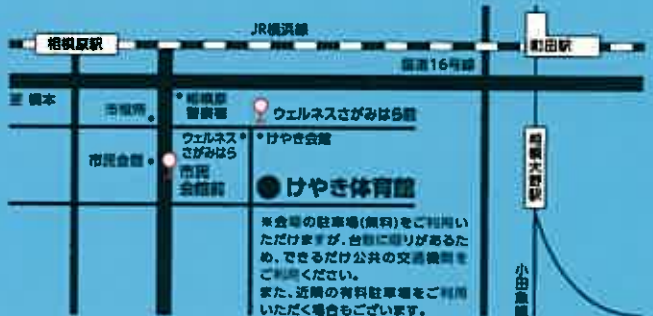 JR横浜線
相模原駅
町田駅
国道16号線
至 橋本
市役所
相模原
警察署
ウェルネスさがみはら前
ウェルネス
さがみはら
けやき会館
市民会館
市民
会館前
けやき体育館
相模大野駅
※会場の駐車場(無料)をご利用い
ただけますが、台数に限りがあるた
め、できるだけ公共の交通機関を
ご利用ください。
また、近隣の有料駐車場をご利用
いただく場合もございます。
小田急線